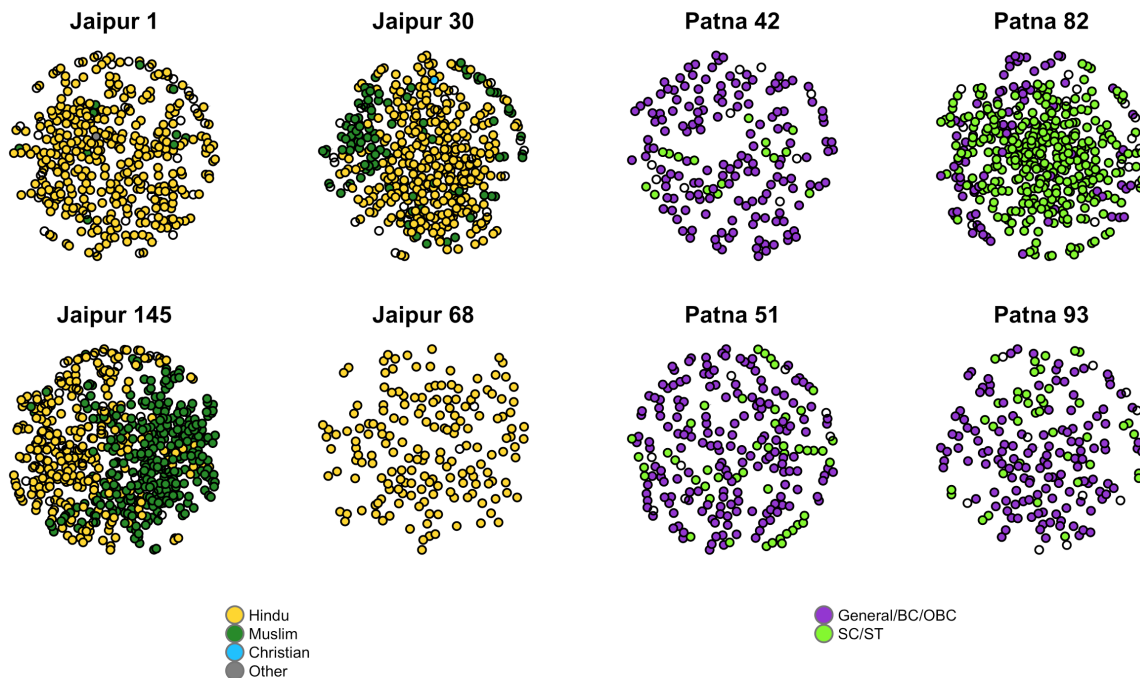 Jaipur 1
Jaipur 30
Patna 42
Patna 82
Jaipur 145
Jaipur 68
Patna 51
Patna 93
Hindu
Muslim
Christian
Other
General/BC/OBC
SC/ST